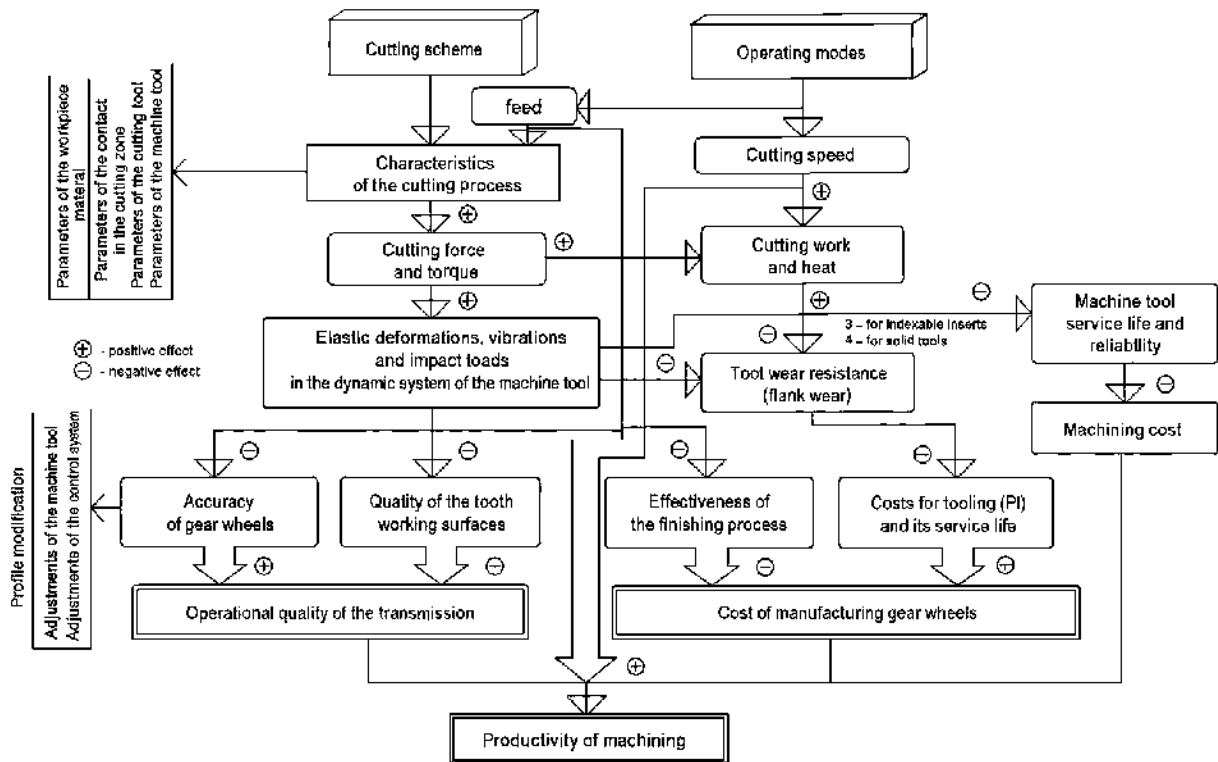 Cutting scheme
Operating modes
feed
Cutting speed
Parameters of the workpiece
materal
Parameters of the contact
in the cutting zone
Parameters of the cutting tool
Parameters of the machine tool
Characteristics
of the cutting process
⊕
⊕
Cutting force
and torque
⊕
Cutting work
and heat
⊕
⊕
⊖
Machine tool
service life and
reliability
3 – for indexable inserts
4 – for solid tools
⊖
Elastic deformations, vibrations
and impact loads
in the dynamic system of the machine tool
⊕ - positive effect
⊖ - negative effect
⊖
Toot wear resistance
(flank wear)
⊖
Machining cost
Profile modification
Adjustments of the machine tool
Adjustments of the control system
⊖
⊖
⊖
⊖
Accuracy
of gear wheels
Quality of the tooth
working surfaces
Effectiveness of
the finishing process
Costs for tooling (PI)
and its service life
⊕
⊖
⊖
⊖
Operational quality of the transmission
Cost of manufacturing gear wheels
⊕
Productivity of machining